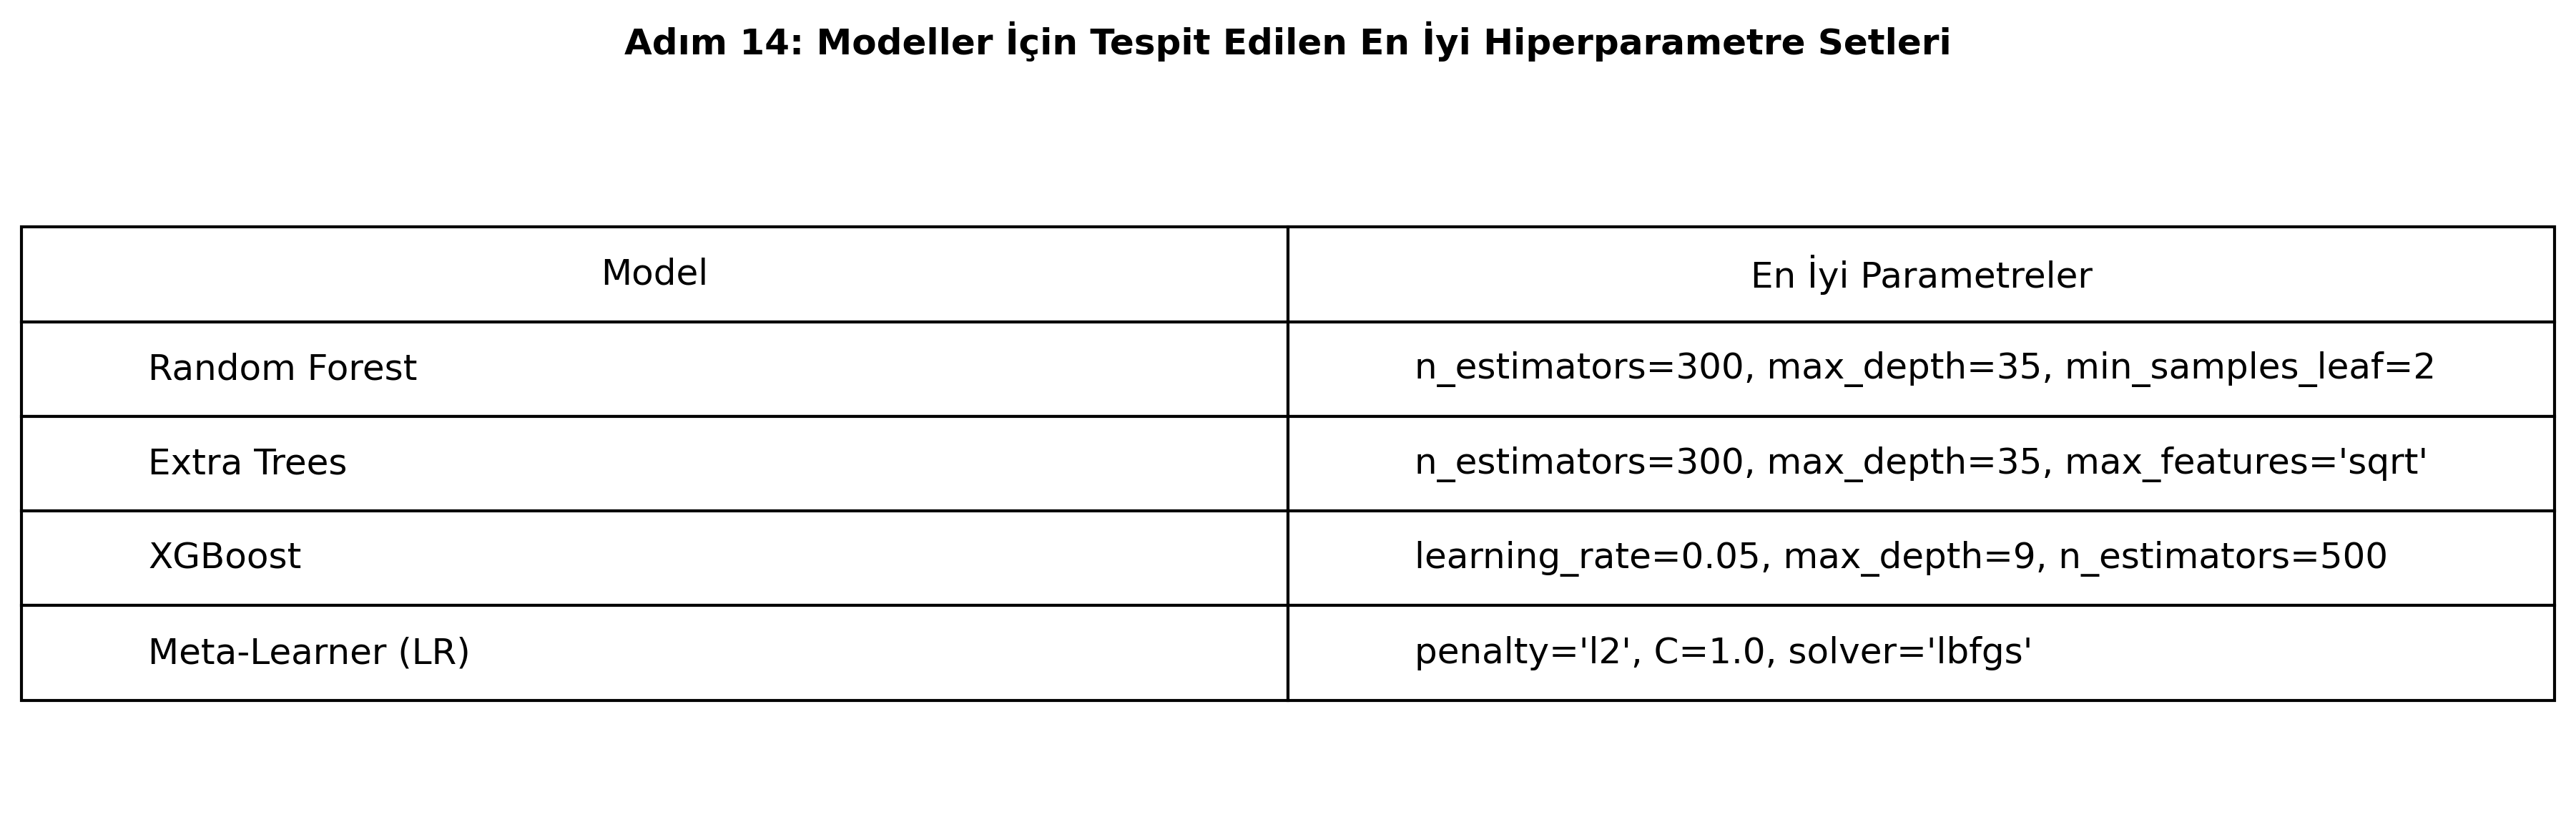 Adım 14: Modeller İçin Tespit Edilen En İyi Hiperparametre Setleri
Model En İyi Parametreler
Random Forest n_estimators=300, max_depth=35, min_samples_leaf=2
Extra Trees n_estimators=300, max_depth=35, max_features='sqrt'
XGBoost learning_rate=0.05, max_depth=9, n_estimators=500
Meta-Learner (LR) penalty='l2', C=1.0, solver='lbfgs'